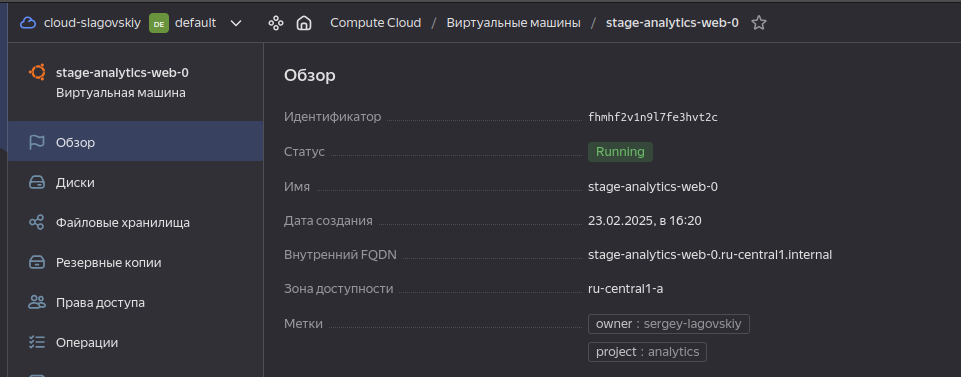 cloud-slagovskiy DE default Compute Cloud / Виртуальные машины / stage-analytics-web-0
stage-analytics-web-0
Виртуальная машина
Обзор
Диски
Файловые хранилища
Резервные копии
Права доступа
Операции
Обзор
Идентификатор fhmhf2v1n9l7fe3hvt2c
Статус Running
Имя stage-analytics-web-0
Дата создания 23.02.2025, в 16:20
Внутренний FQDN stage-analytics-web-0.ru-central1.internal
Зона доступности ru-central1-a
Метки owner : sergey-lagovskiy
project : analytics